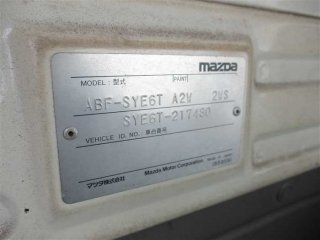 mazda
MODEL: 型式 PAINT
ABF-SYE6T A2W 2WS
SYE6T-217480
VEHICLE ID. NO.: 車台番号
マツダ株式会社 Mazda Motor Corporation